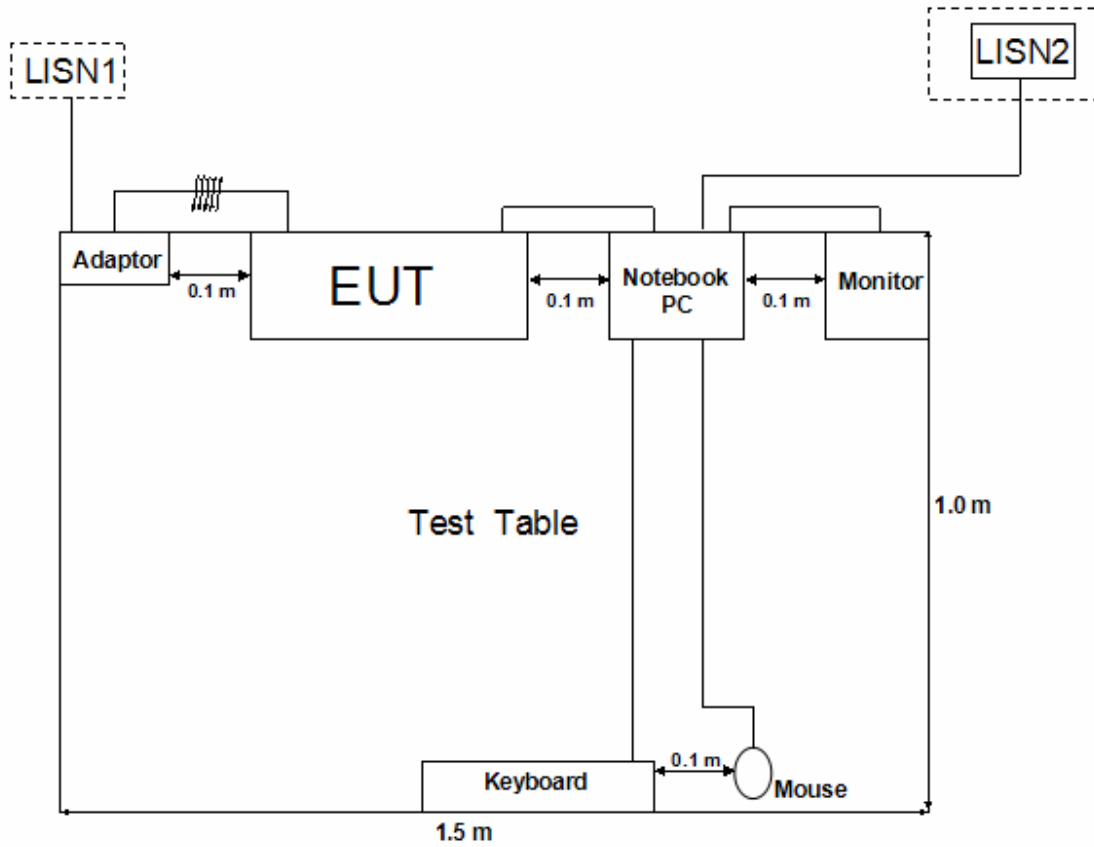 LISN1
LISN2
Adaptor
0.1 m
EUT
0.1 m
Notebook
PC
0.1 m
Monitor
Test Table
1.0 m
Keyboard
0.1 m
Mouse
1.5 m